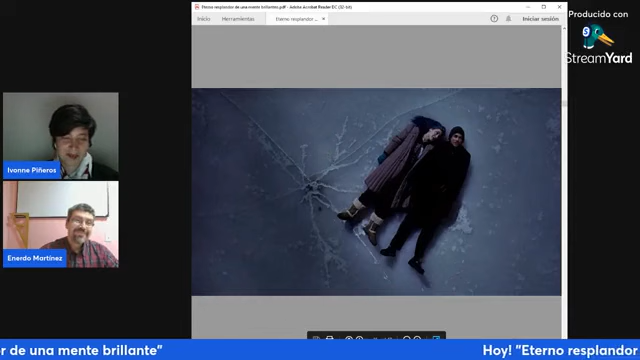 Eterno resplandor de una mente brillante.pdf - Adobe Acrobat Reader DC (32-bit)
Inicio
Herramientas
Eterno resplandor ...
Iniciar sesión
Producido con
StreamYard
Ivonne Piñeros
Enerdo Martínez
r de una mente brillante"
Hoy! "Eterno resplandor